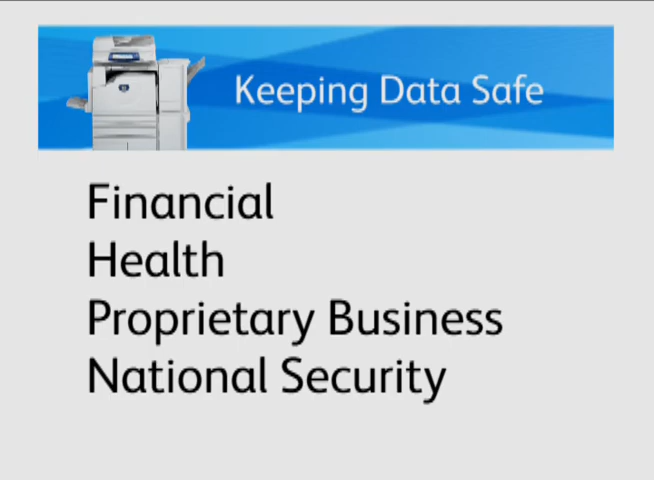 Keeping Data Safe
Financial
Health
Proprietary Business
National Security